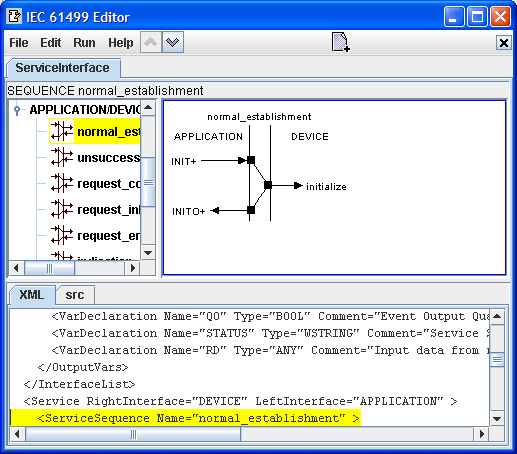 IEC 61499 Editor
File Edit Run Help
ServiceInterface
SEQUENCE normal_establishment
APPLICATION/DEVIC
normal_est
unsuccess
request_co
request_inl
request_er
indication
normal_establishment
APPLICATION DEVICE
INIT+
initialize
INITO+
XML src
<VarDeclaration Name="QO" Type="BOOL" Comment="Event Output Qua
<VarDeclaration Name="STATUS" Type="WSTRING" Comment="Service S
<VarDeclaration Name="RD" Type="ANY" Comment="Input data from r
</OutputVars>
</InterfaceList>
<Service RightInterface="DEVICE" LeftInterface="APPLICATION" >
<ServiceSequence Name="normal_establishment" >